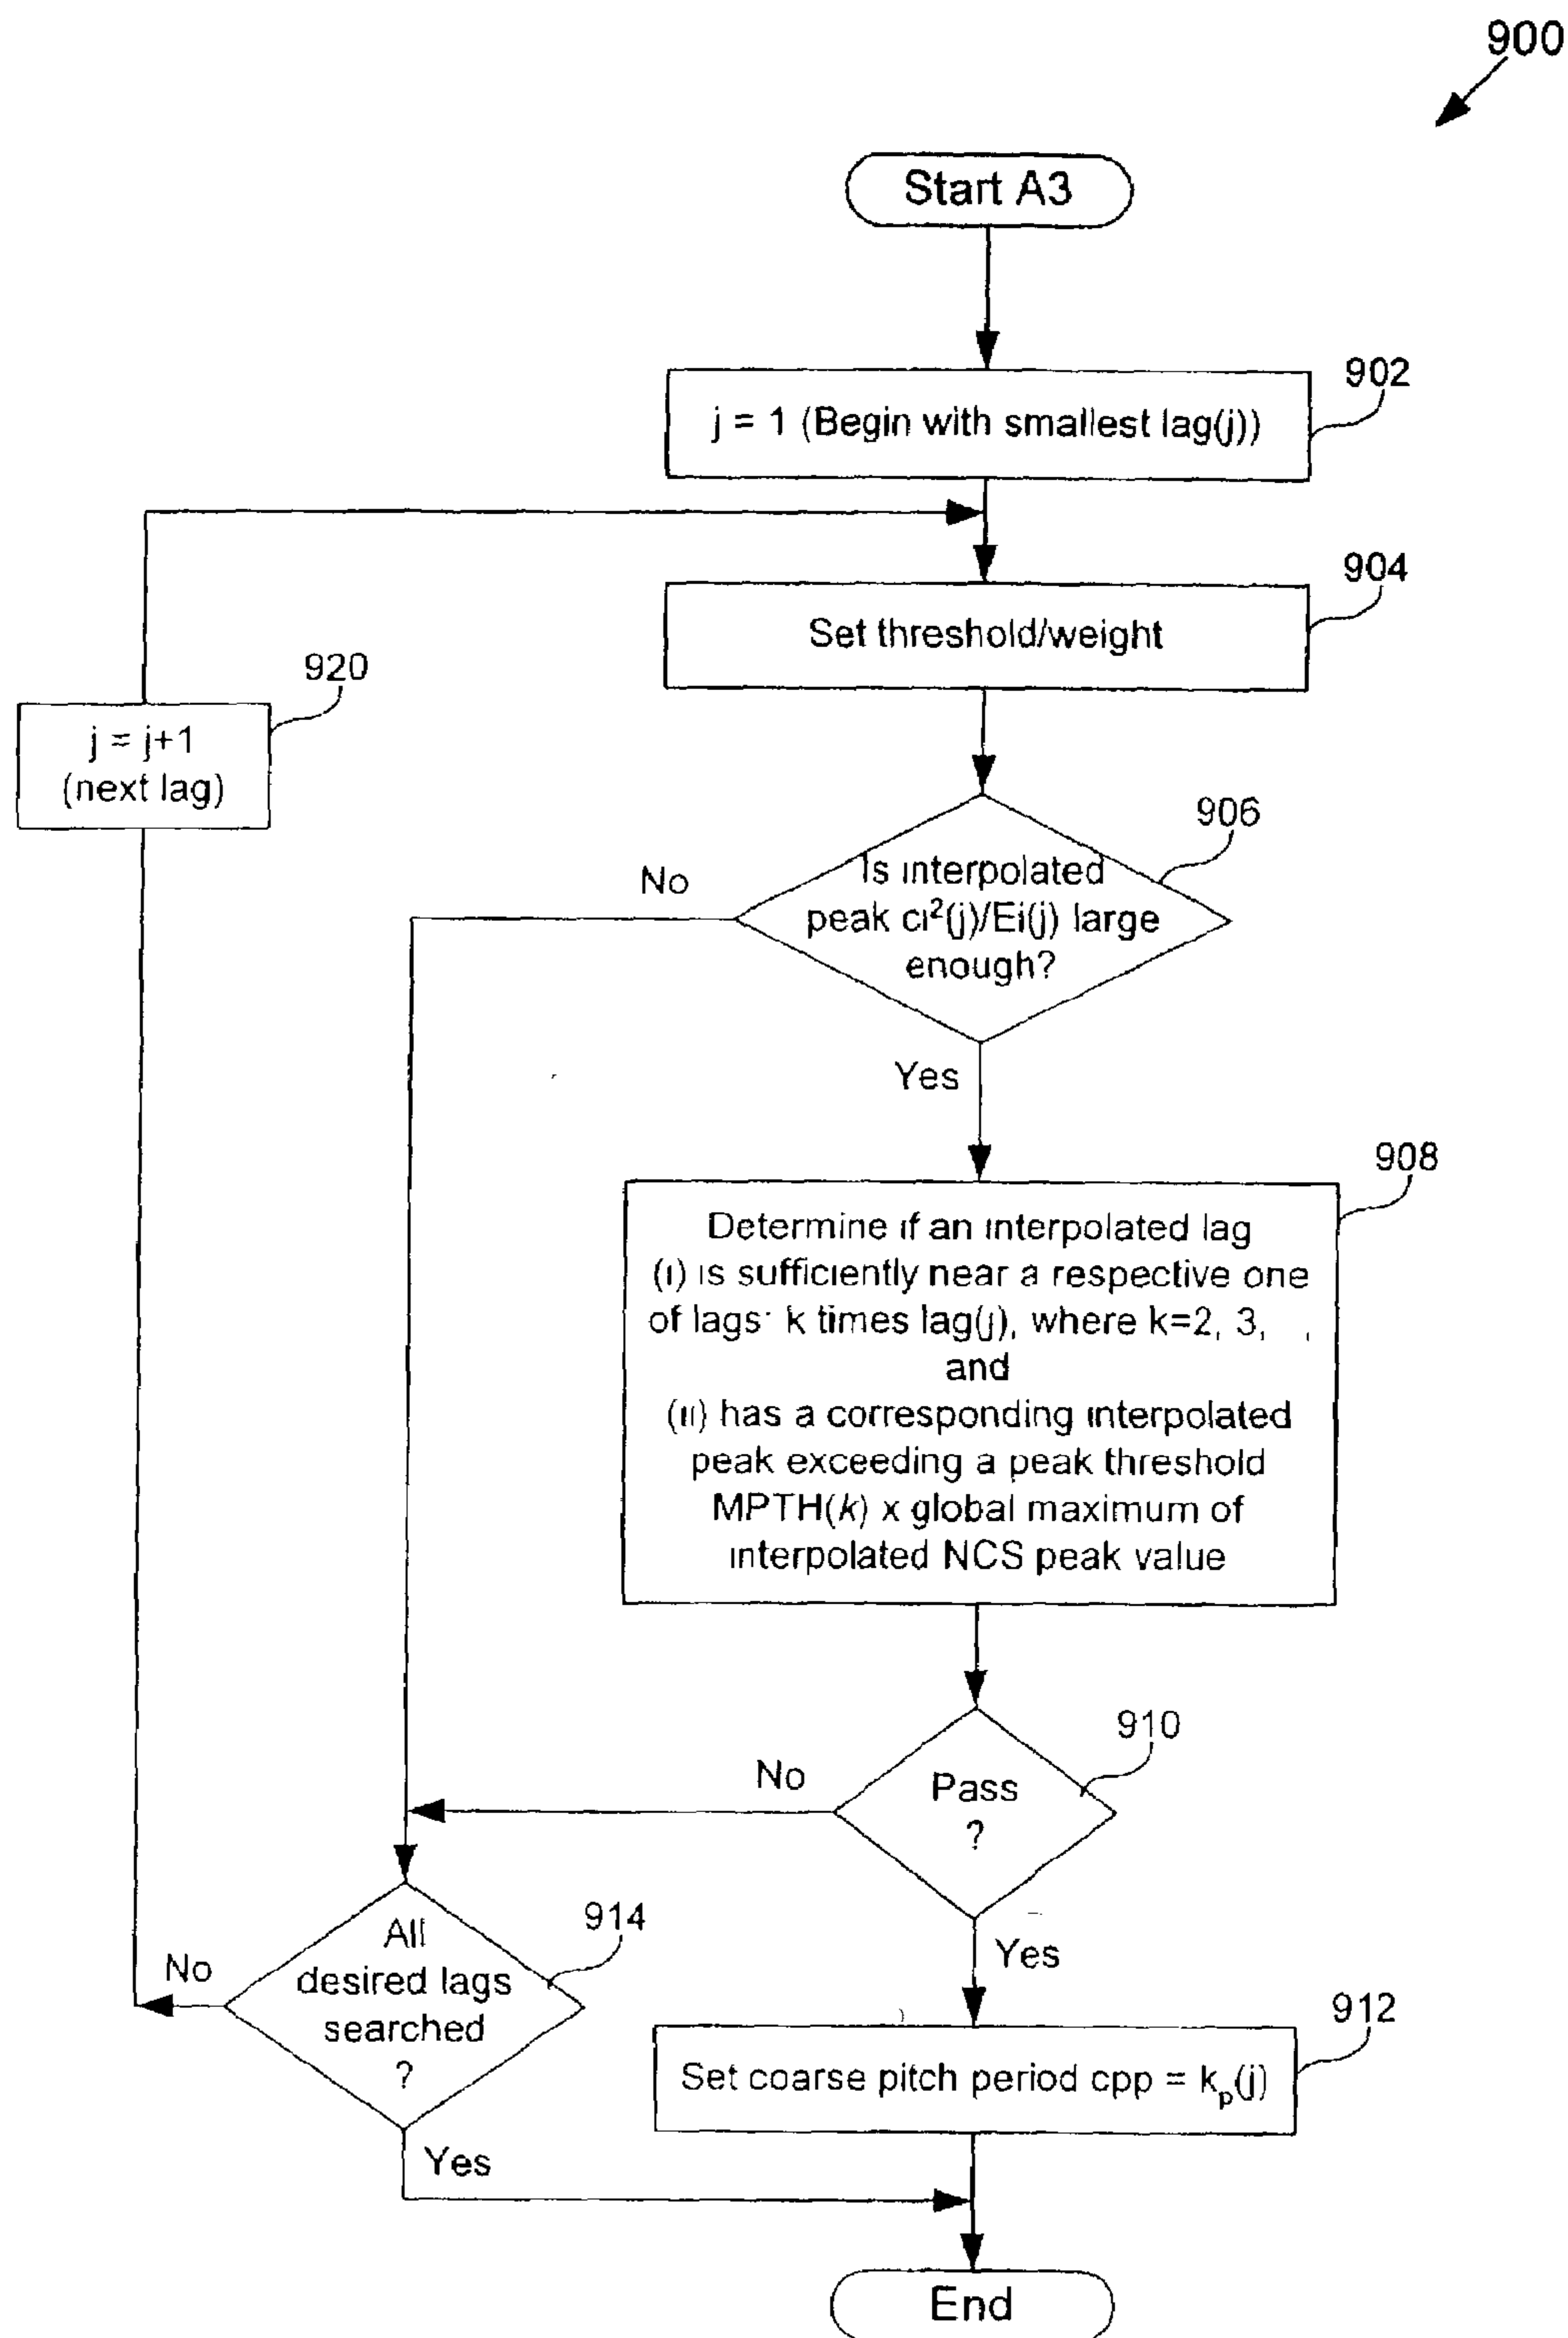 900
Start A3
902
j = 1 (Begin with smallest lag(j))
904
Set threshold/weight
920
j = j+1
(next lag)
906
Is interpolated
peak ci²(j)/Ei(j) large
enough?
No
Yes
908
Determine if an interpolated lag
(i) is sufficiently near a respective one
of lags: k times lag(j), where k=2, 3, . .
and
(ii) has a corresponding interpolated
peak exceeding a peak threshold
MPTH(k) x global maximum of
interpolated NCS peak value
910
Pass
?
No
Yes
914
All
desired lags
searched
?
No
Yes
912
Set coarse pitch period cpp = kₚ(j)
End